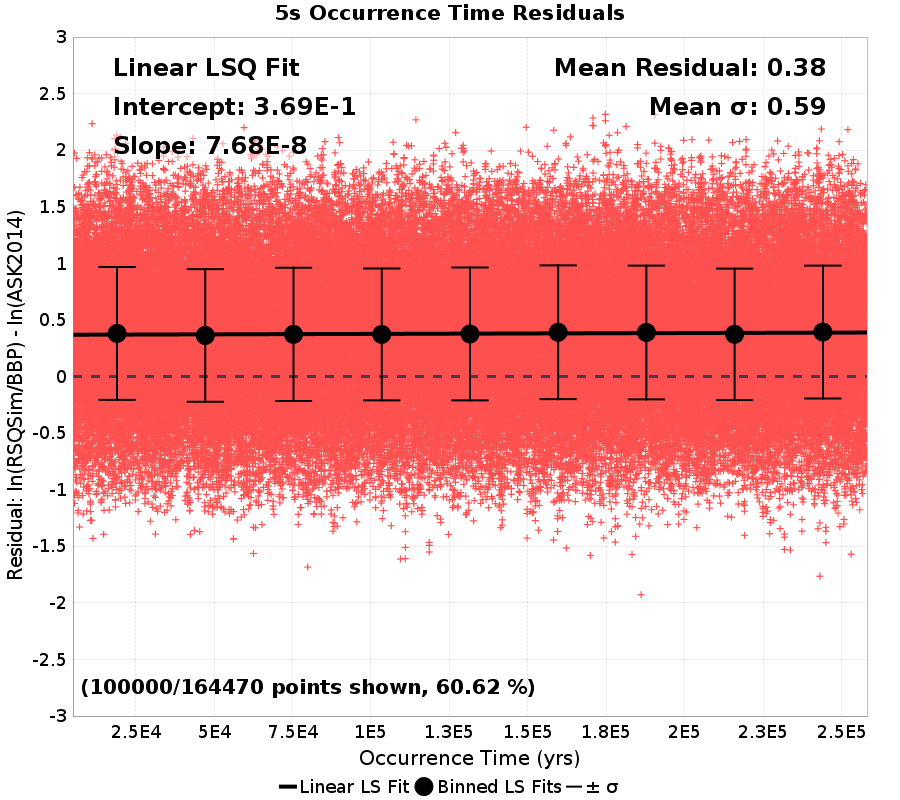 5s Occurrence Time Residuals
Linear LSQ Fit
Intercept: 3.69E-1
Slope: 7.68E-8
Mean Residual: 0.38
Mean σ: 0.59
3
2.5
2
1.5
1
0.5
0
-0.5
-1
-1.5
-2
-2.5
-3
Residual: ln(RSQSim/BBP) - ln(ASK2014)
(100000/164470 points shown, 60.62 %)
2.5E4 5E4 7.5E4 1E5 1.3E5 1.5E5 1.8E5 2E5 2.3E5 2.5E5
Occurrence Time (yrs)
Linear LS Fit Binned LS Fits ± σ